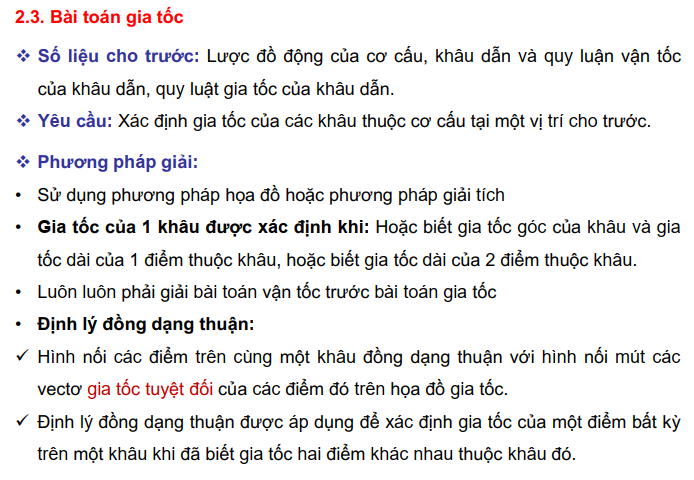 2.3. Bài toán gia tốc
❖ Số liệu cho trước: Lược đồ động của cơ cấu, khâu dẫn và quy luận vận tốc
của khâu dẫn, quy luật gia tốc của khâu dẫn.
❖ Yêu cầu: Xác định gia tốc của các khâu thuộc cơ cấu tại một vị trí cho trước.
❖ Phương pháp giải:
• Sử dụng phương pháp họa đồ hoặc phương pháp giải tích
• Gia tốc của 1 khâu được xác định khi: Hoặc biết gia tốc góc của khâu và gia
tốc dài của 1 điểm thuộc khâu, hoặc biết gia tốc dài của 2 điểm thuộc khâu.
• Luôn luôn phải giải bài toán vận tốc trước bài toán gia tốc
• Định lý đồng dạng thuận:
✓ Hình nối các điểm trên cùng một khâu đồng dạng thuận với hình nối mút các
vectơ gia tốc tuyệt đối của các điểm đó trên họa đồ gia tốc.
✓ Định lý đồng dạng thuận được áp dụng để xác định gia tốc của một điểm bất kỳ
trên một khâu khi đã biết gia tốc hai điểm khác nhau thuộc khâu đó.